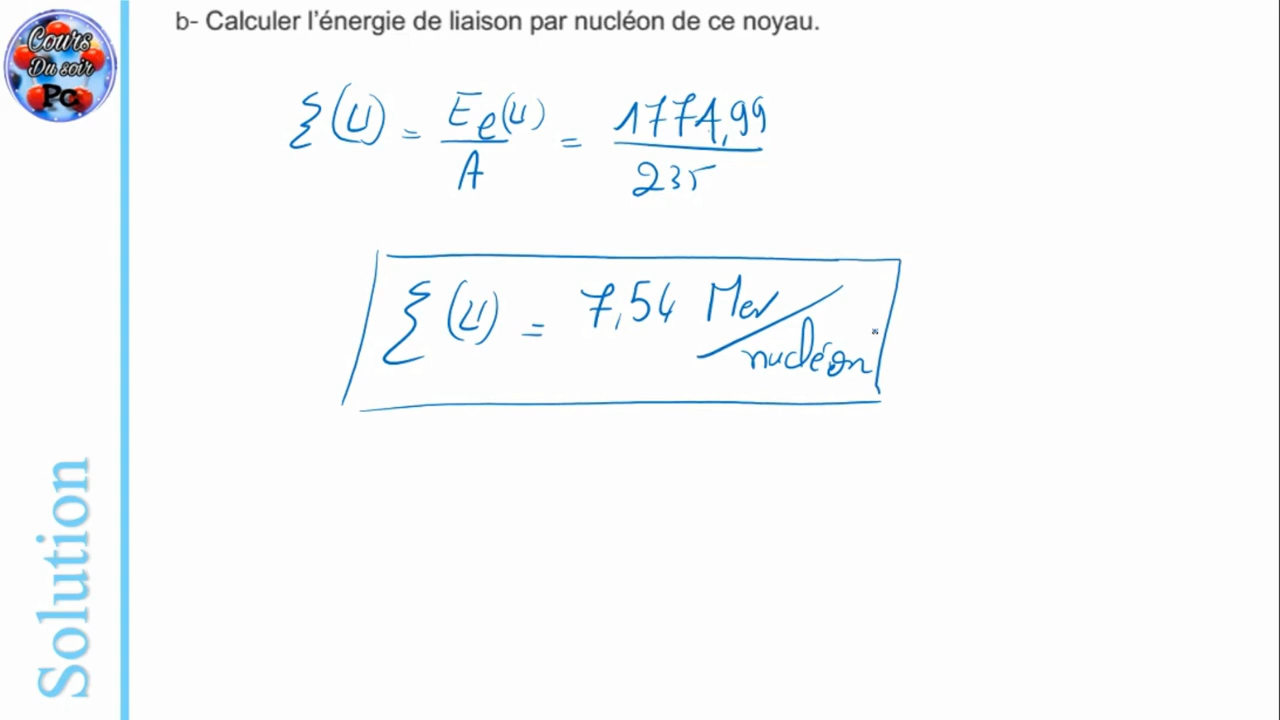 Cours
Du soir
PC
b- Calculer l'énergie de liaison par nucléon de ce noyau.
ξ(U) = Eℓ(U) / A = 1771,99 / 235
ξ(U) = 7,54 Mev / nucléon
Solution